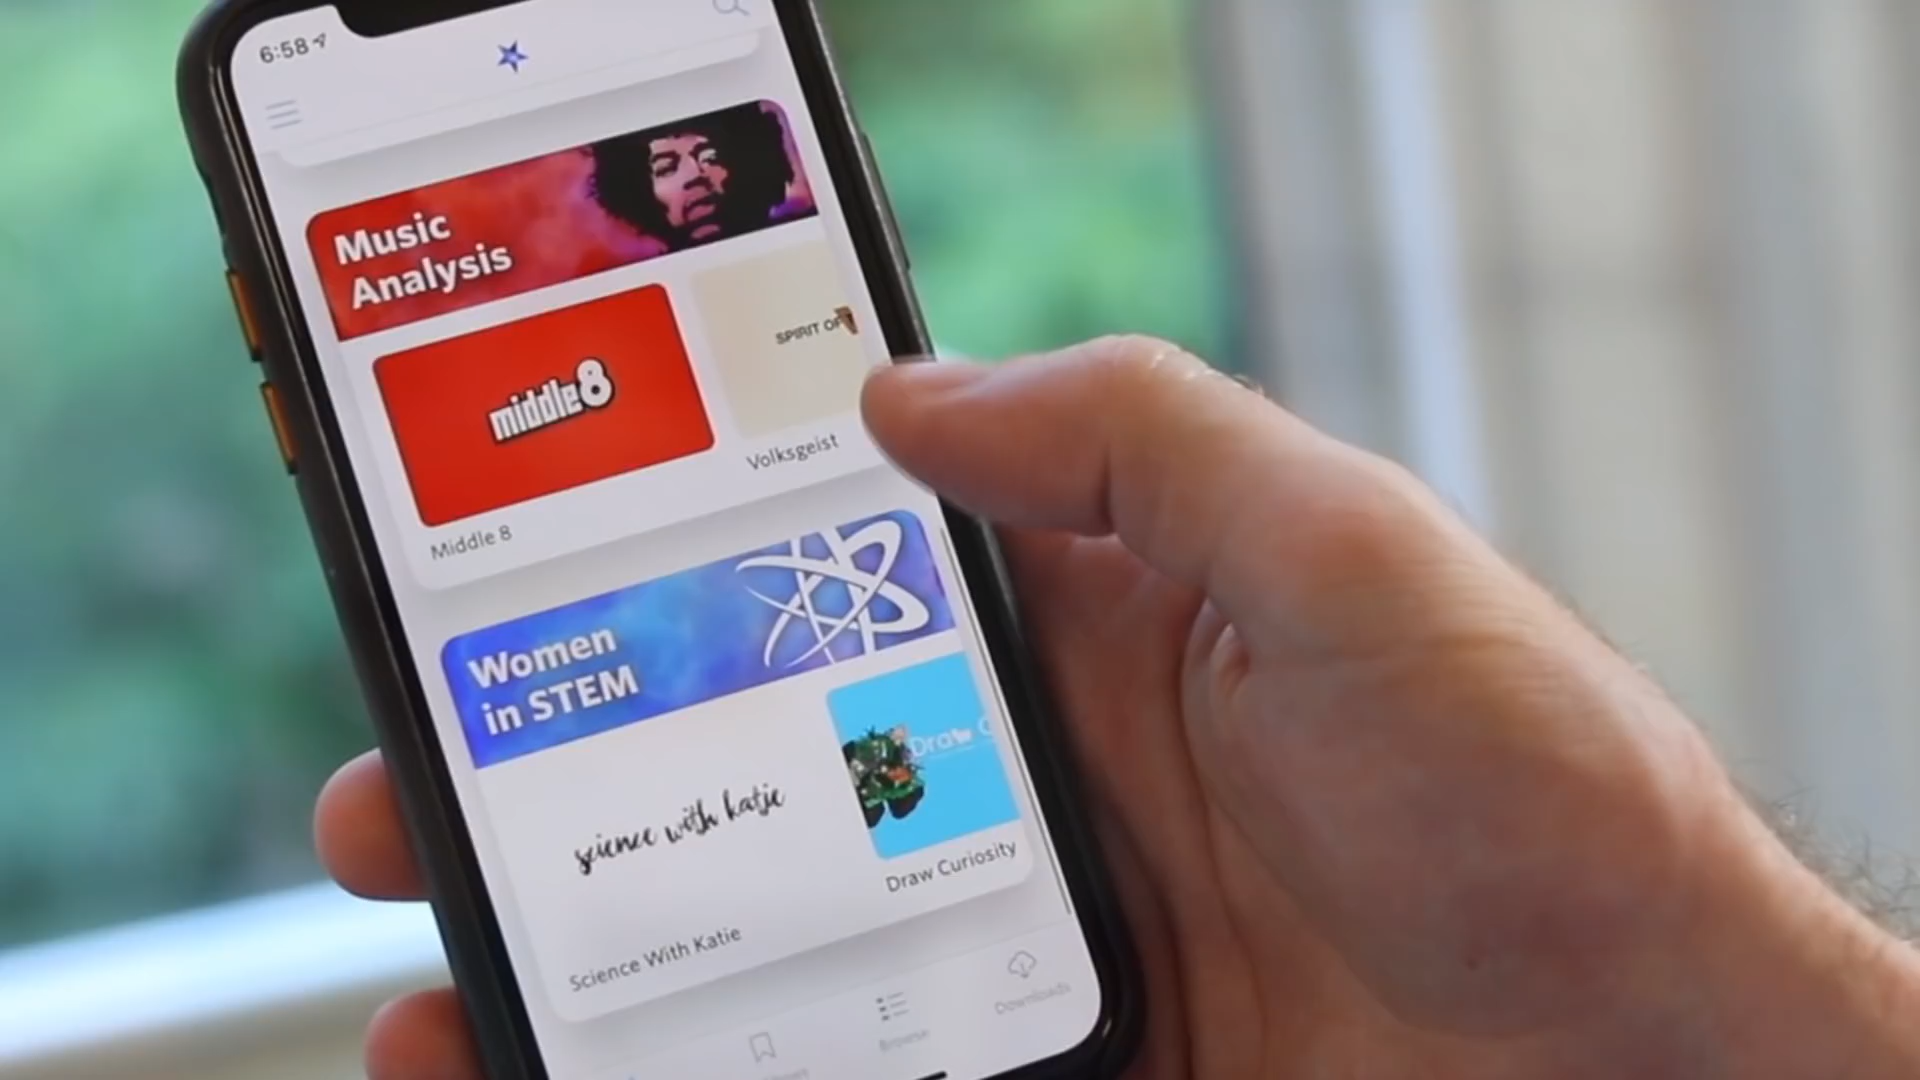 6:58
Music
Analysis
middle8
SPIRIT OF
Middle 8
Volksgeist
Women
in STEM
science with katie
Draw C
Science With Katie
Draw Curiosity
Browse
Downloads